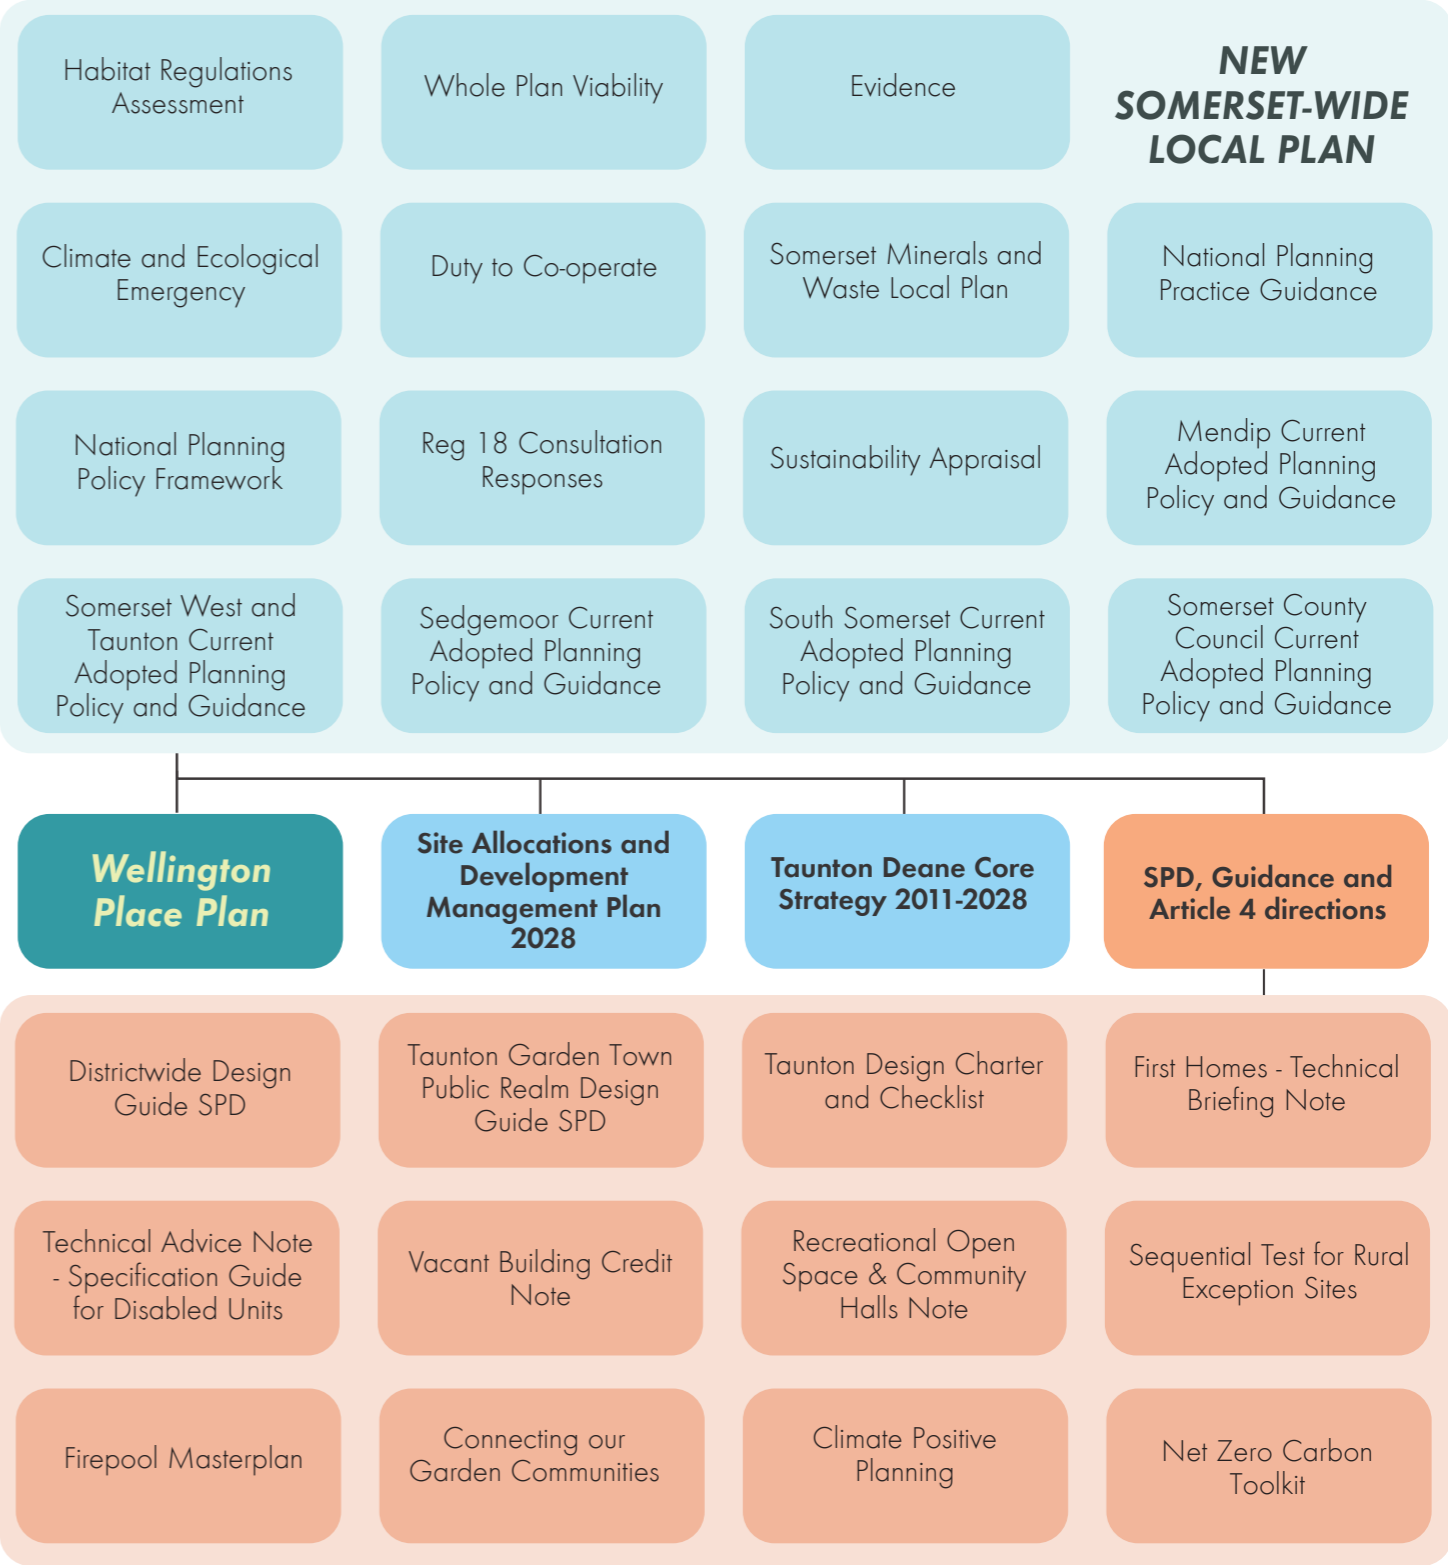 Habitat Regulations
Assessment
Whole Plan Viability
Evidence
NEW
SOMERSET-WIDE
LOCAL PLAN
Climate and Ecological
Emergency
Duty to Co-operate
Somerset Minerals and
Waste Local Plan
National Planning
Practice Guidance
National Planning
Policy Framework
Reg 18 Consultation
Responses
Sustainability Appraisal
Mendip Current
Adopted Planning
Policy and Guidance
Somerset West and
Taunton Current
Adopted Planning
Policy and Guidance
Sedgemoor Current
Adopted Planning
Policy and Guidance
South Somerset Current
Adopted Planning
Policy and Guidance
Somerset County
Council Current
Adopted Planning
Policy and Guidance
Wellington
Place Plan
Site Allocations and
Development
Management Plan
2028
Taunton Deane Core
Strategy 2011-2028
SPD, Guidance and
Article 4 directions
Districtwide Design
Guide SPD
Taunton Garden Town
Public Realm Design
Guide SPD
Taunton Design Charter
and Checklist
First Homes - Technical
Briefing Note
Technical Advice Note
- Specification Guide
for Disabled Units
Vacant Building Credit
Note
Recreational Open
Space & Community
Halls Note
Sequential Test for Rural
Exception Sites
Firepool Masterplan
Connecting our
Garden Communities
Climate Positive
Planning
Net Zero Carbon
Toolkit